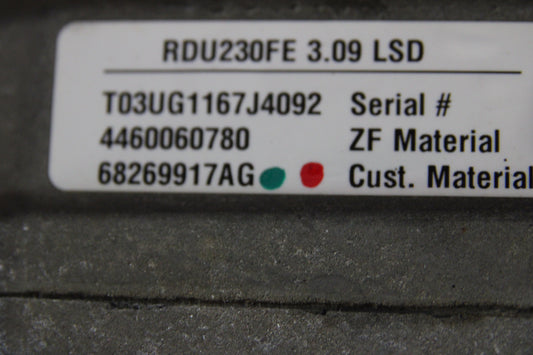 RDU230FE 3.09 LSD
T03UG1167J4092 Serial #
4460060780 ZF Material
68269917AG Cust. Material